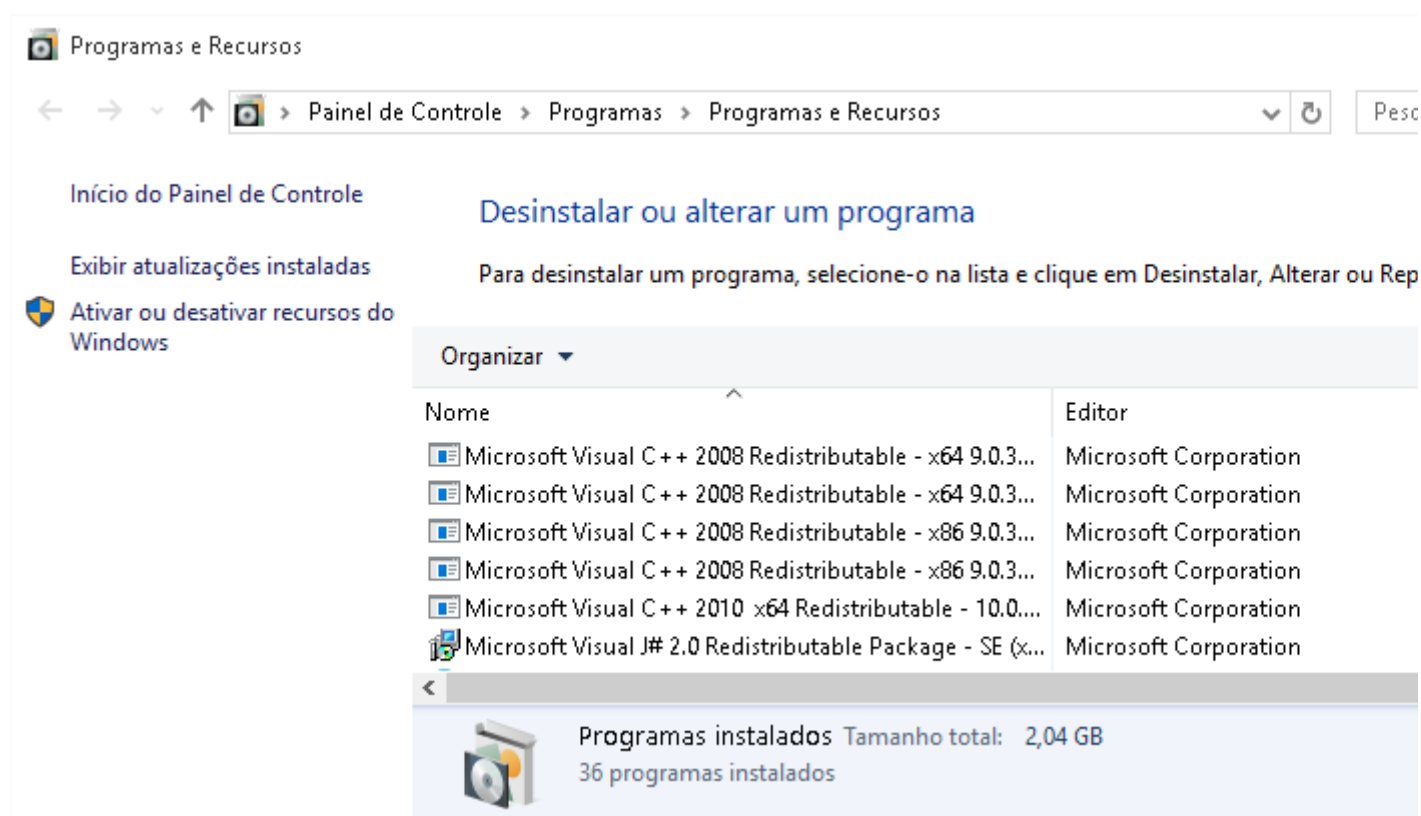 Programas e Recursos
Painel de Controle > Programas > Programas e Recursos
Início do Painel de Controle
Exibir atualizações instaladas
Ativar ou desativar recursos do
Windows
Desinstalar ou alterar um programa
Para desinstalar um programa, selecione-o na lista e clique em Desinstalar, Alterar ou Rep
Organizar
Nome Editor
Microsoft Visual C++ 2008 Redistributable - x64 9.0.3... Microsoft Corporation
Microsoft Visual C++ 2008 Redistributable - x64 9.0.3... Microsoft Corporation
Microsoft Visual C++ 2008 Redistributable - x86 9.0.3... Microsoft Corporation
Microsoft Visual C++ 2008 Redistributable - x86 9.0.3... Microsoft Corporation
Microsoft Visual C++ 2010 x64 Redistributable - 10.0.... Microsoft Corporation
Microsoft Visual J# 2.0 Redistributable Package - SE (x... Microsoft Corporation
Programas instalados Tamanho total: 2,04 GB
36 programas instalados